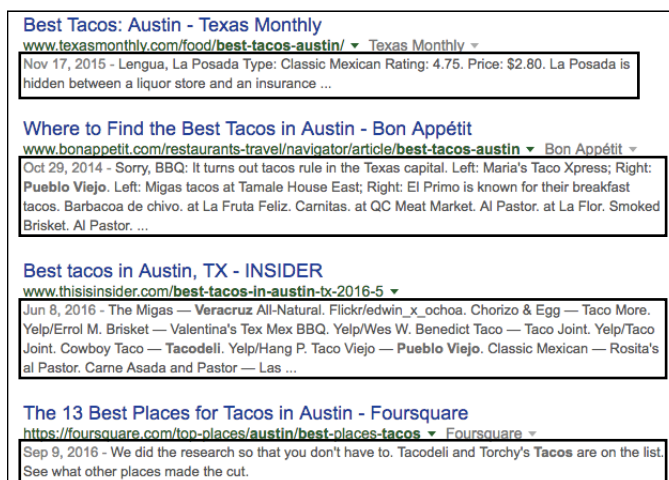 Best Tacos: Austin - Texas Monthly
www.texasmonthly.com/food/best-tacos-austin/ Texas Monthly
Nov 17, 2015 - Lengua, La Posada Type: Classic Mexican Rating: 4.75. Price: $2.80. La Posada is
hidden between a liquor store and an insurance ...
Where to Find the Best Tacos in Austin - Bon Appétit
www.bonappetit.com/restaurants-travel/navigator/article/best-tacos-austin Bon Appétit
Oct 29, 2014 - Sorry, BBQ: It turns out tacos rule in the Texas capital. Left: Maria's Taco Xpress; Right:
Pueblo Viejo. Left: Migas tacos at Tamale House East; Right: El Primo is known for their breakfast
tacos. Barbacoa de chivo. at La Fruta Feliz. Carnitas. at QC Meat Market. Al Pastor. at La Flor. Smoked
Brisket. Al Pastor. ...
Best tacos in Austin, TX - INSIDER
www.thisisinsider.com/best-tacos-in-austin-tx-2016-5
Jun 8, 2016 - The Migas — Veracruz All-Natural. Flickr/edwin_x_ochoa. Chorizo & Egg — Taco More.
Yelp/Errol M. Brisket — Valentina's Tex Mex BBQ. Yelp/Wes W. Benedict Taco — Taco Joint. Yelp/Taco
Joint. Cowboy Taco — Tacodeli. Yelp/Hang P. Taco Viejo — Pueblo Viejo. Classic Mexican — Rosita's
al Pastor. Carne Asada and Pastor — Las ...
The 13 Best Places for Tacos in Austin - Foursquare
https://foursquare.com/top-places/austin/best-places-tacos Foursquare
Sep 9, 2016 - We did the research so that you don't have to. Tacodeli and Torchy's Tacos are on the list.
See what other places made the cut.